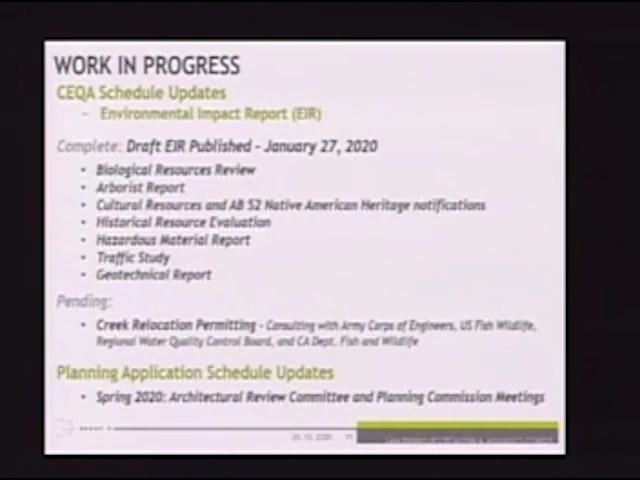 WORK IN PROGRESS
CEQA Schedule Updates
– Environmental Impact Report (EIR)
Complete: Draft EIR Published - January 27, 2020
• Biological Resources Review
• Arborist Report
• Cultural Resources and AB 52 Native American Heritage notifications
• Historical Resource Evaluation
• Hazardous Material Report
• Traffic Study
• Geotechnical Report
Pending:
• Creek Relocation Permitting - Consulting with Army Corps of Engineers, US Fish Wildlife,
Regional Water Quality Control Board, and CA Dept. Fish and Wildlife
Planning Application Schedule Updates
• Spring 2020: Architectural Review Committee and Planning Commission Meetings